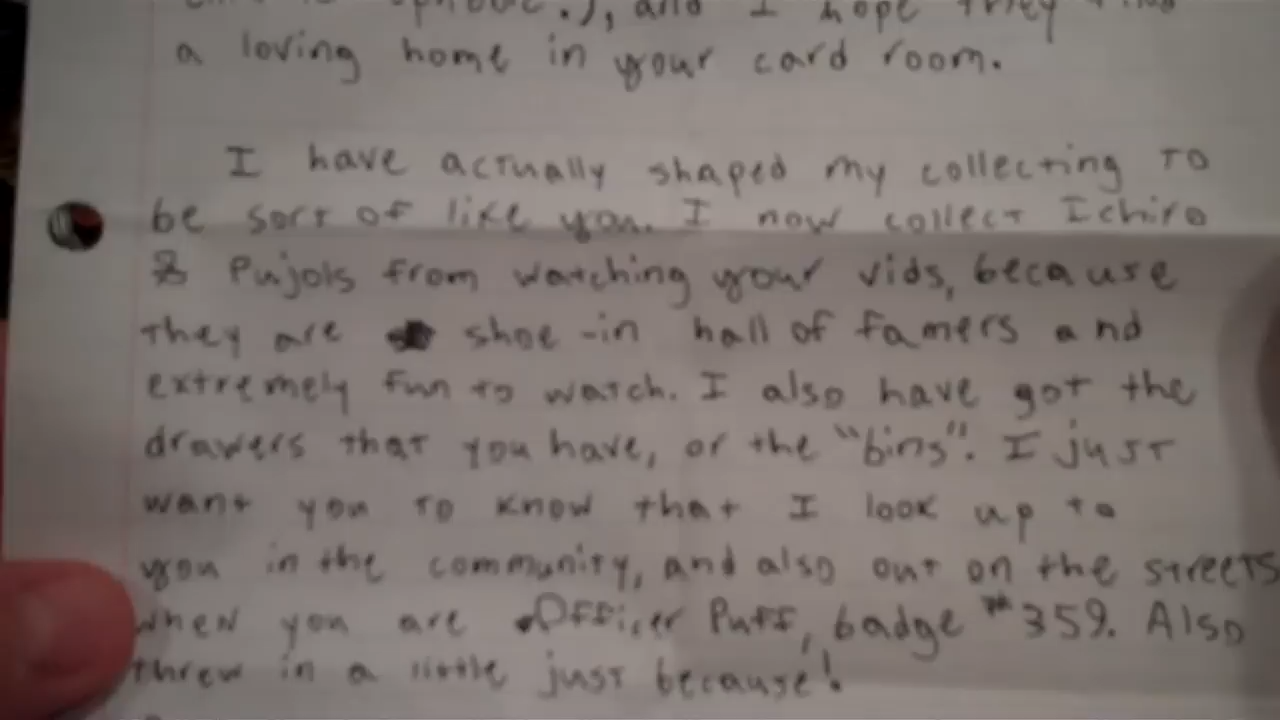 ), and I hope they find
a loving home in your card room.
I have actually shaped my collecting to
be sort of like you. I now collect Ichiro
& Pujols from watching your vids, because
they are shoe-in hall of famers and
extremely fun to watch. I also have got the
drawers that you have, or the "bins". I just
want you to know that I look up to
you in the community, and also out on the streets
when you are Officer Puff, badge #359. Also
threw in a little just because!